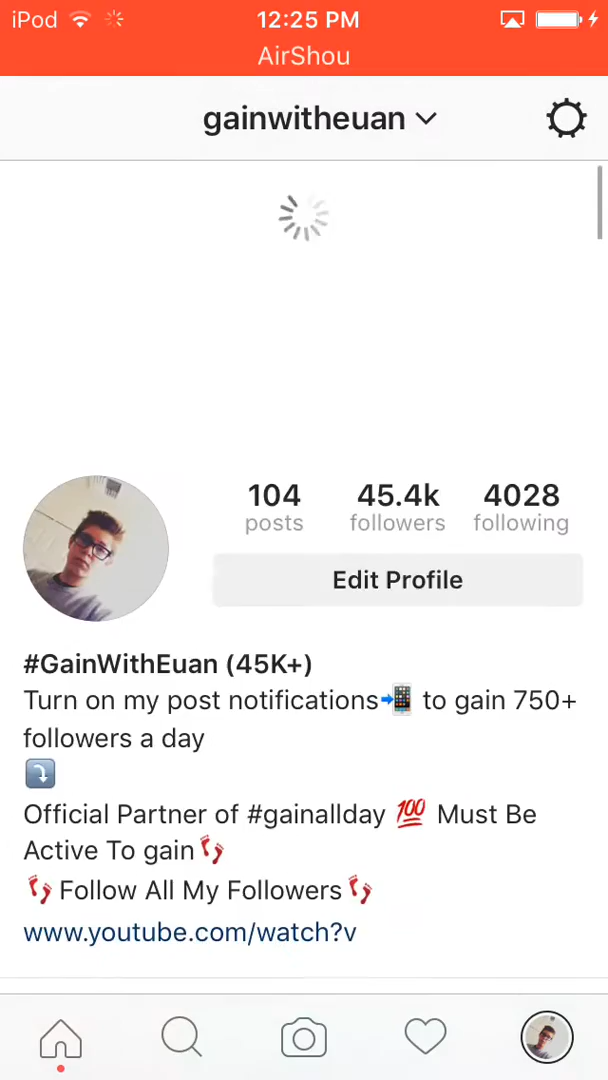 iPod 12:25 PM
AirShou
gainwitheuan
104 45.4k 4028
posts followers following
Edit Profile
#GainWithEuan (45K+)
Turn on my post notifications📲 to gain 750+
followers a day
⤵️
Official Partner of #gainallday 💯 Must Be
Active To gain👣
👣Follow All My Followers👣
www.youtube.com/watch?v